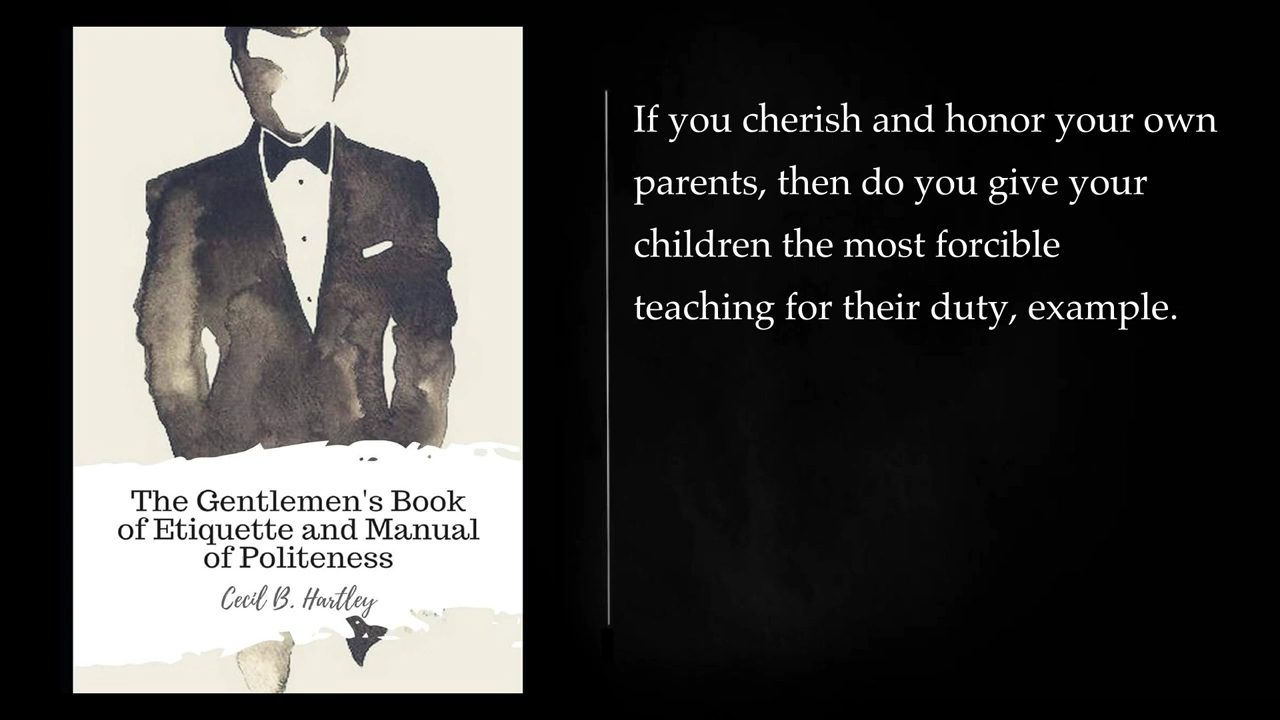 The Gentlemen's Book
of Etiquette and Manual
of Politeness
Cecil B. Hartley
If you cherish and honor your own
parents, then do you give your
children the most forcible
teaching for their duty, example.